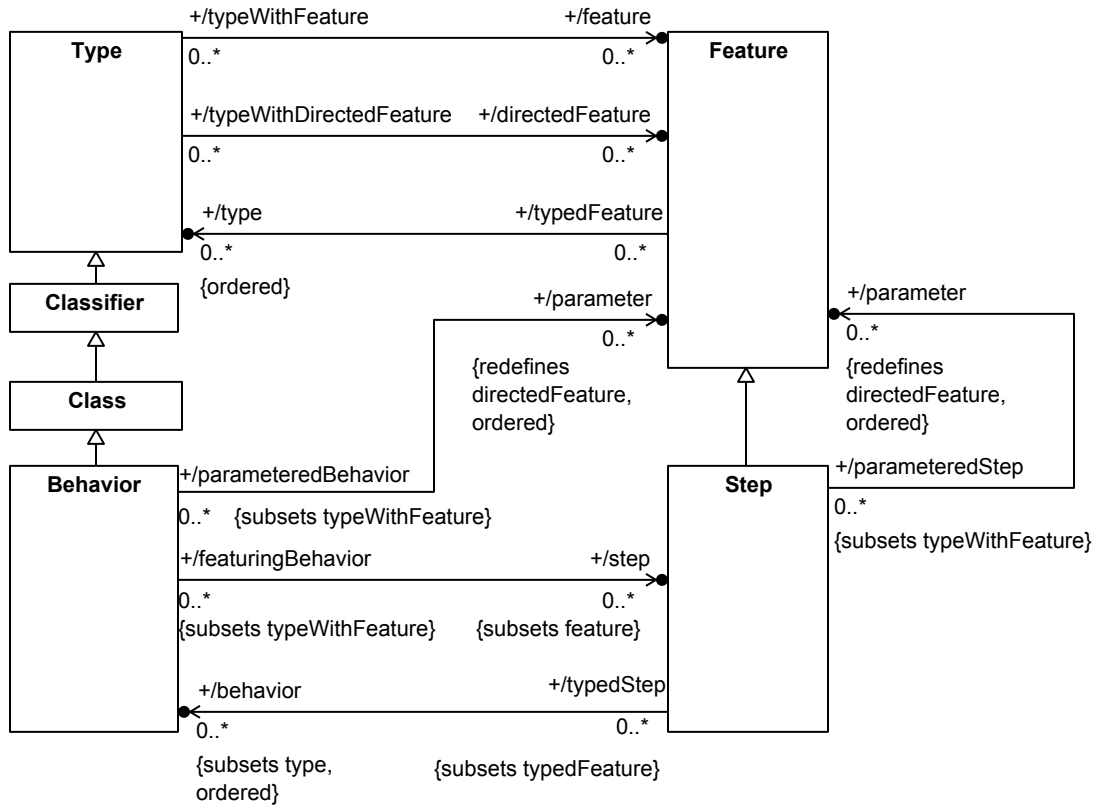 +/typeWithFeature
+/feature
Type
0..*
0..*
Feature
+/typeWithDirectedFeature
+/directedFeature
0..*
0..*
+/type
+/typedFeature
0..*
0..*
{ordered}
Classifier
+/parameter
0..*
{redefines
directedFeature,
ordered}
+/parameter
0..*
{redefines
directedFeature,
ordered}
Class
Behavior
+/parameteredBehavior
0..*
{subsets typeWithFeature}
Step
+/parameteredStep
0..*
{subsets typeWithFeature}
+/featuringBehavior
+/step
0..*
0..*
{subsets typeWithFeature}
{subsets feature}
+/behavior
+/typedStep
0..*
0..*
{subsets type,
ordered}
{subsets typedFeature}